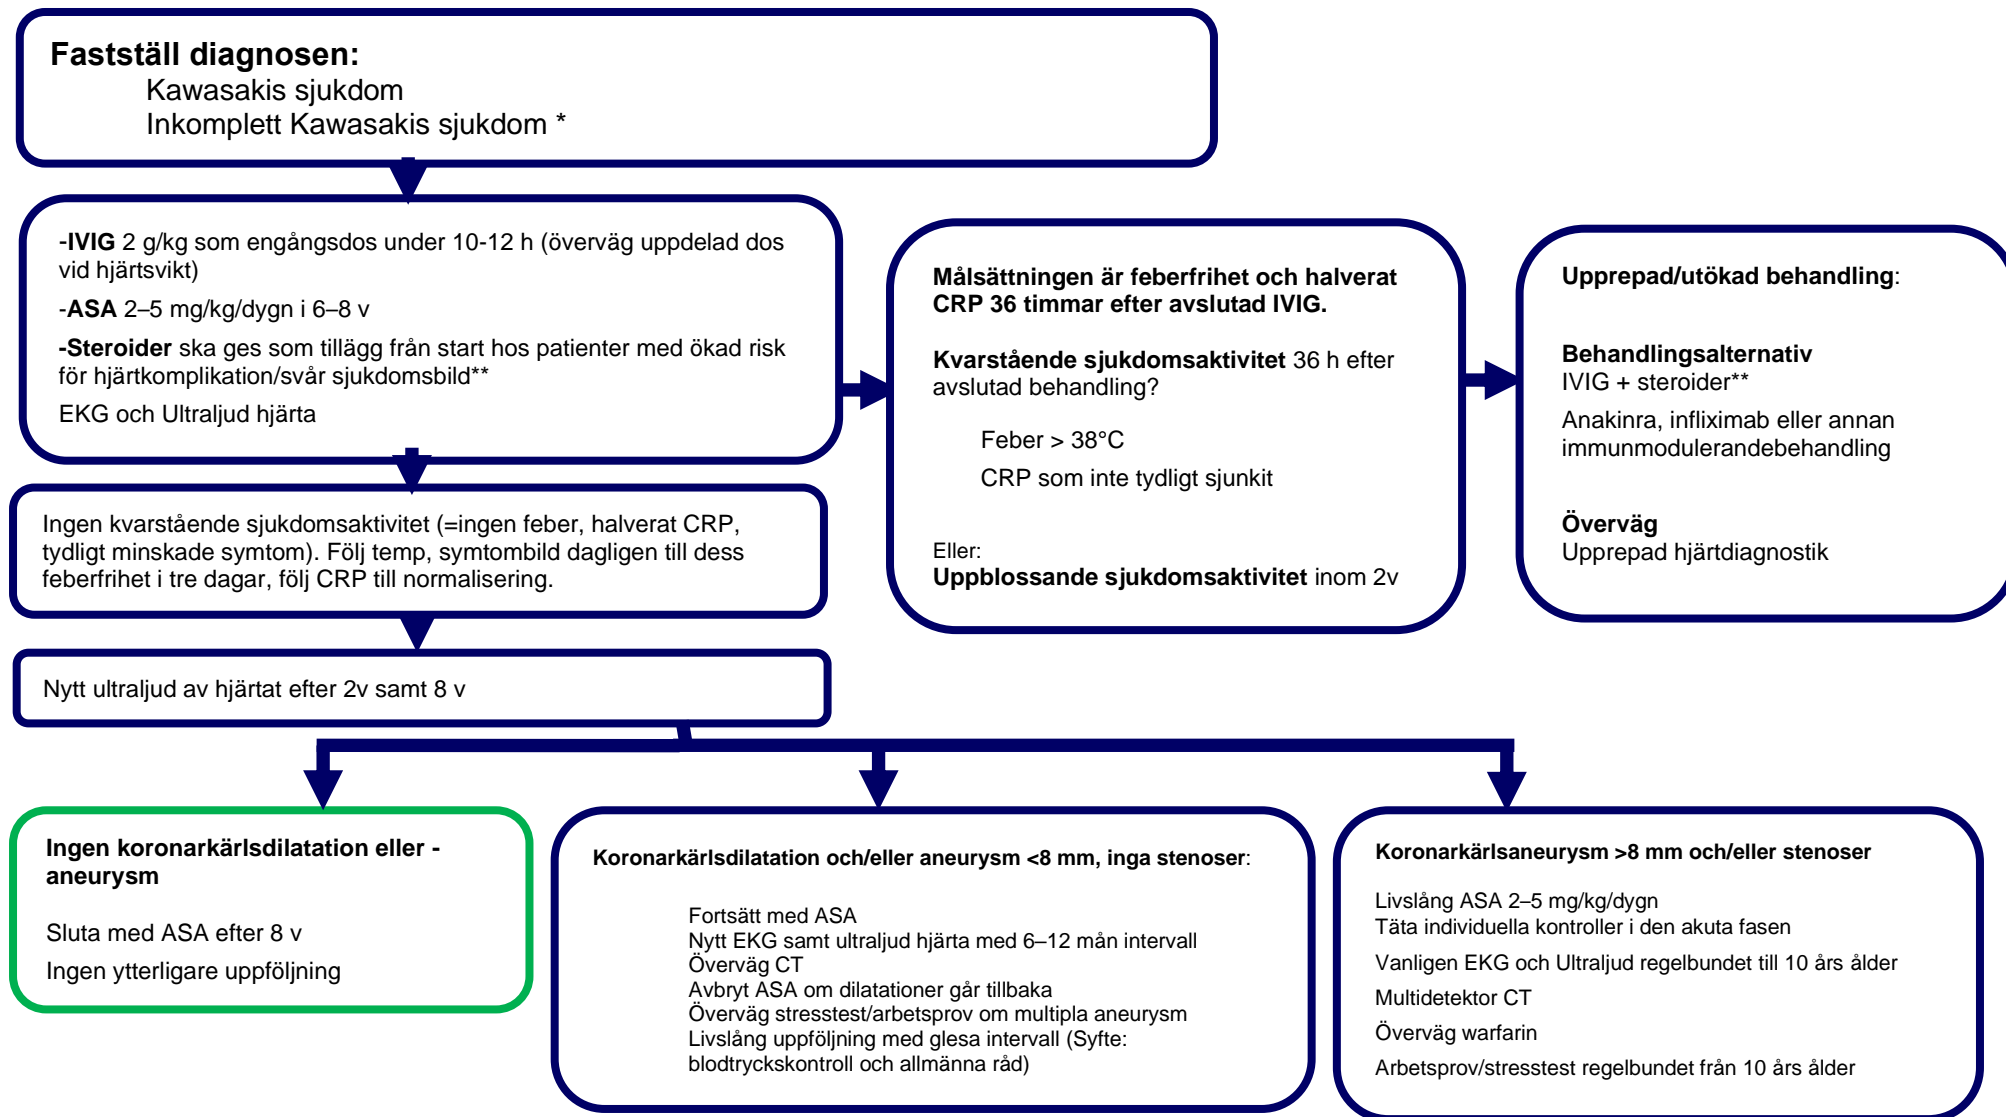 Fastställ diagnosen:
Kawasakis sjukdom
Inkomplett Kawasakis sjukdom *
-IVIG 2 g/kg som engångsdos under 10-12 h (överväg uppdelad dos
vid hjärtsvikt)
-ASA 2–5 mg/kg/dygn i 6–8 v
-Steroider ska ges som tillägg från start hos patienter med ökad risk
för hjärtkomplikation/svår sjukdomsbild**
EKG och Ultraljud hjärta
Målsättningen är feberfrihet och halverat
CRP 36 timmar efter avslutad IVIG.
Kvarstående sjukdomsaktivitet 36 h efter
avslutad behandling?
Feber > 38°C
CRP som inte tydligt sjunkit
Eller:
Uppblossande sjukdomsaktivitet inom 2v
Upprepad/utökad behandling:
Behandlingsalternativ
IVIG + steroider**
Anakinra, infliximab eller annan
immunmodulerandebehandling
Överväg
Upprepad hjärtdiagnostik
Ingen kvarstående sjukdomsaktivitet (=ingen feber, halverat CRP,
tydligt minskade symtom). Följ temp, symtombild dagligen till dess
feberfrihet i tre dagar, följ CRP till normalisering.
Nytt ultraljud av hjärtat efter 2v samt 8 v
Ingen koronarkärlsdilatation eller -
aneurysm
Sluta med ASA efter 8 v
Ingen ytterligare uppföljning
Koronarkärlsdilatation och/eller aneurysm <8 mm, inga stenoser:
Fortsätt med ASA
Nytt EKG samt ultraljud hjärta med 6–12 mån intervall
Överväg CT
Avbryt ASA om dilatationer går tillbaka
Överväg stresstest/arbetsprov om multipla aneurysm
Livslång uppföljning med glesa intervall (Syfte:
blodtryckskontroll och allmänna råd)
Koronarkärlsaneurysm >8 mm och/eller stenoser
Livslång ASA 2–5 mg/kg/dygn
Täta individuella kontroller i den akuta fasen
Vanligen EKG och Ultraljud regelbundet till 10 års ålder
Multidetektor CT
Överväg warfarin
Arbetsprov/stresstest regelbundet från 10 års ålder